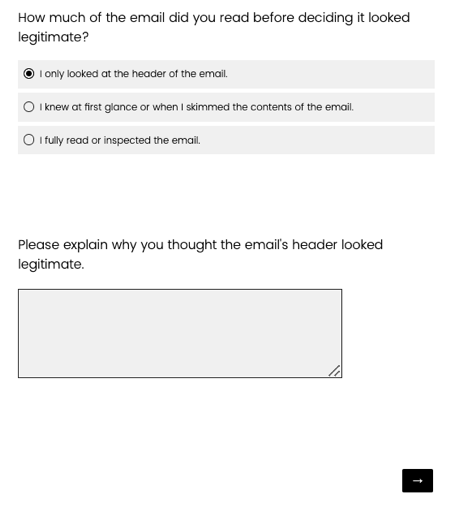 How much of the email did you read before deciding it looked
legitimate?
I only looked at the header of the email.
I knew at first glance or when I skimmed the contents of the email.
I fully read or inspected the email.
Please explain why you thought the email's header looked
legitimate.
→